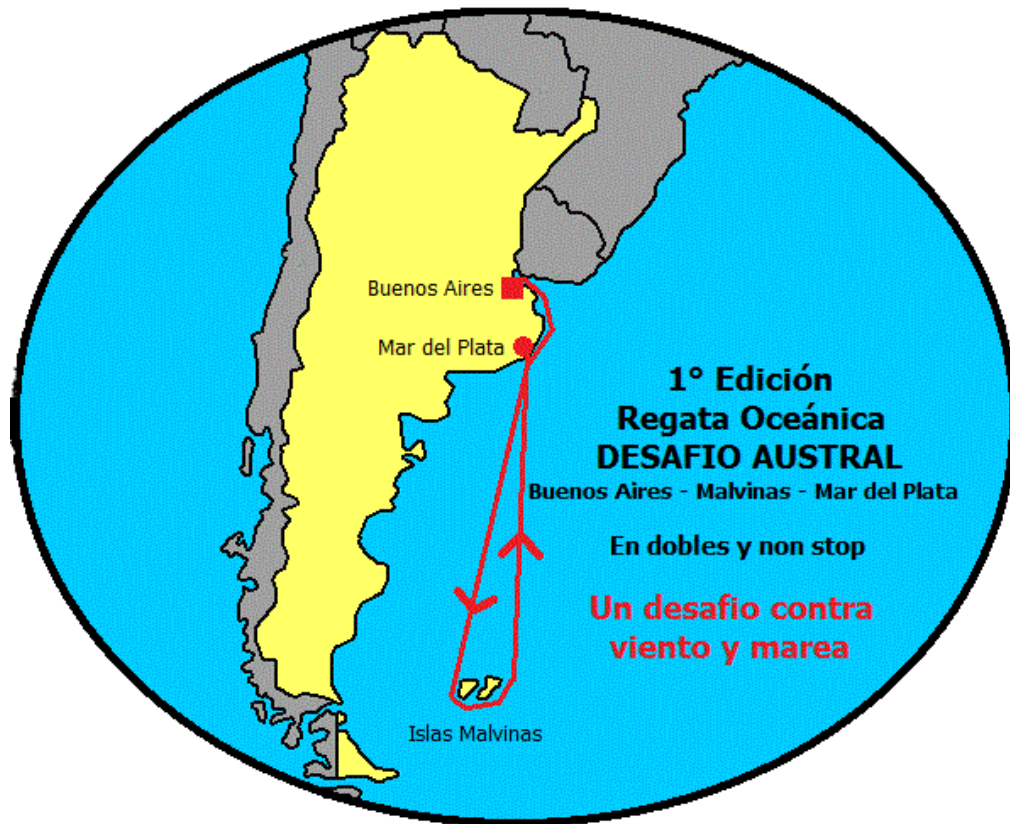 Buenos Aires
Mar del Plata
1° Edición
Regata Oceánica
DESAFIO AUSTRAL
Buenos Aires - Malvinas - Mar del Plata
En dobles y non stop
Un desafio contra
viento y marea
Islas Malvinas